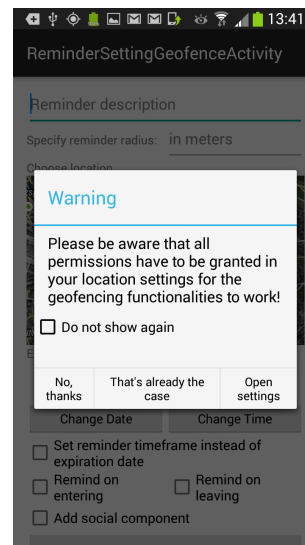 13:41
ReminderSettingGeofenceActivity
Reminder description
Specify reminder radius: in meters
Choose location
Warning
Please be aware that all
permissions have to be granted in
your location settings for the
geofencing functionalities to work!
Do not show again
No, thanks
That's already the case
Open settings
Change Date Change Time
Set reminder timeframe instead of
expiration date
Remind on entering
Remind on leaving
Add social component